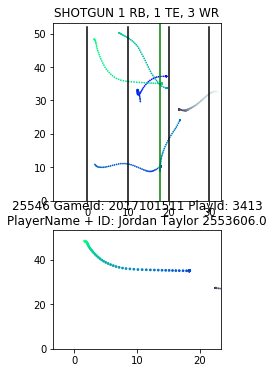 SHOTGUN 1 RB, 1 TE, 3 WR
50
40
30
20
10
0
0 10 20 30
25546 GameId: 2017101511 PlayId: 3413
PlayerName + ID: Jordan Taylor 2553606.0
40
20
0
0 10 20